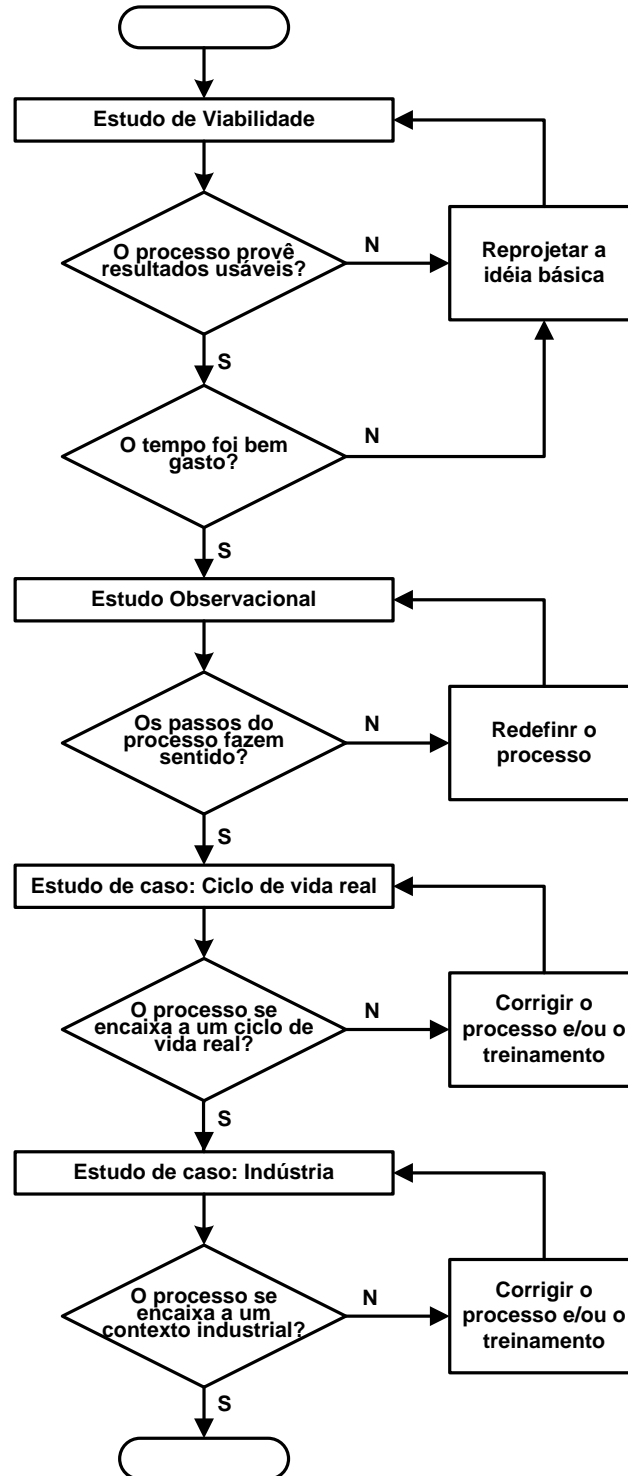 Estudo de Viabilidade
O processo provê
resultados usáveis?
N
Reprojetar a
idéia básica
S
O tempo foi bem
gasto?
N
S
Estudo Observacional
Os passos do
processo fazem
sentido?
N
Redefinr o
processo
S
Estudo de caso: Ciclo de vida real
O processo se
encaixa a um ciclo de
vida real?
N
Corrigir o
processo e/ou o
treinamento
S
Estudo de caso: Indústria
O processo se
encaixa a um
contexto industrial?
N
Corrigir o
processo e/ou o
treinamento
S